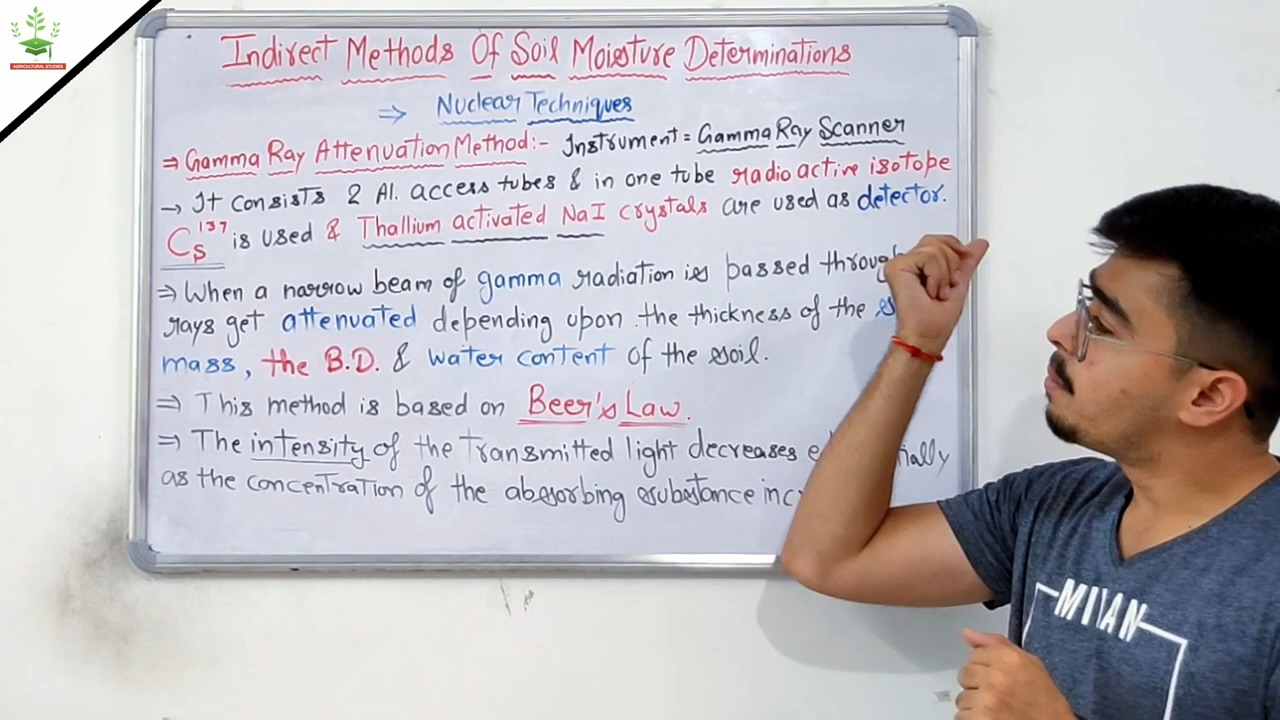 AGRICULTURAL STUDIES
Indirect Methods Of Soil Moisture Determinations
⇒ Nuclear Techniques
⇒ Gamma Ray Attenuation Method:- Instrument = Gamma Ray Scanner
→ It consists 2 Al. access tubes & in one tube radio active isotope
Cs¹³⁷ is used & Thallium activated NaI crystals are used as detector.
⇒ When a narrow beam of gamma radiation is passed through
rays get attenuated depending upon the thickness of the
mass, the B.D. & water content of the soil.
⇒ This method is based on Beer's Law.
⇒ The intensity of the transmitted light decreases
as the concentration of the absorbing substance
MILAN